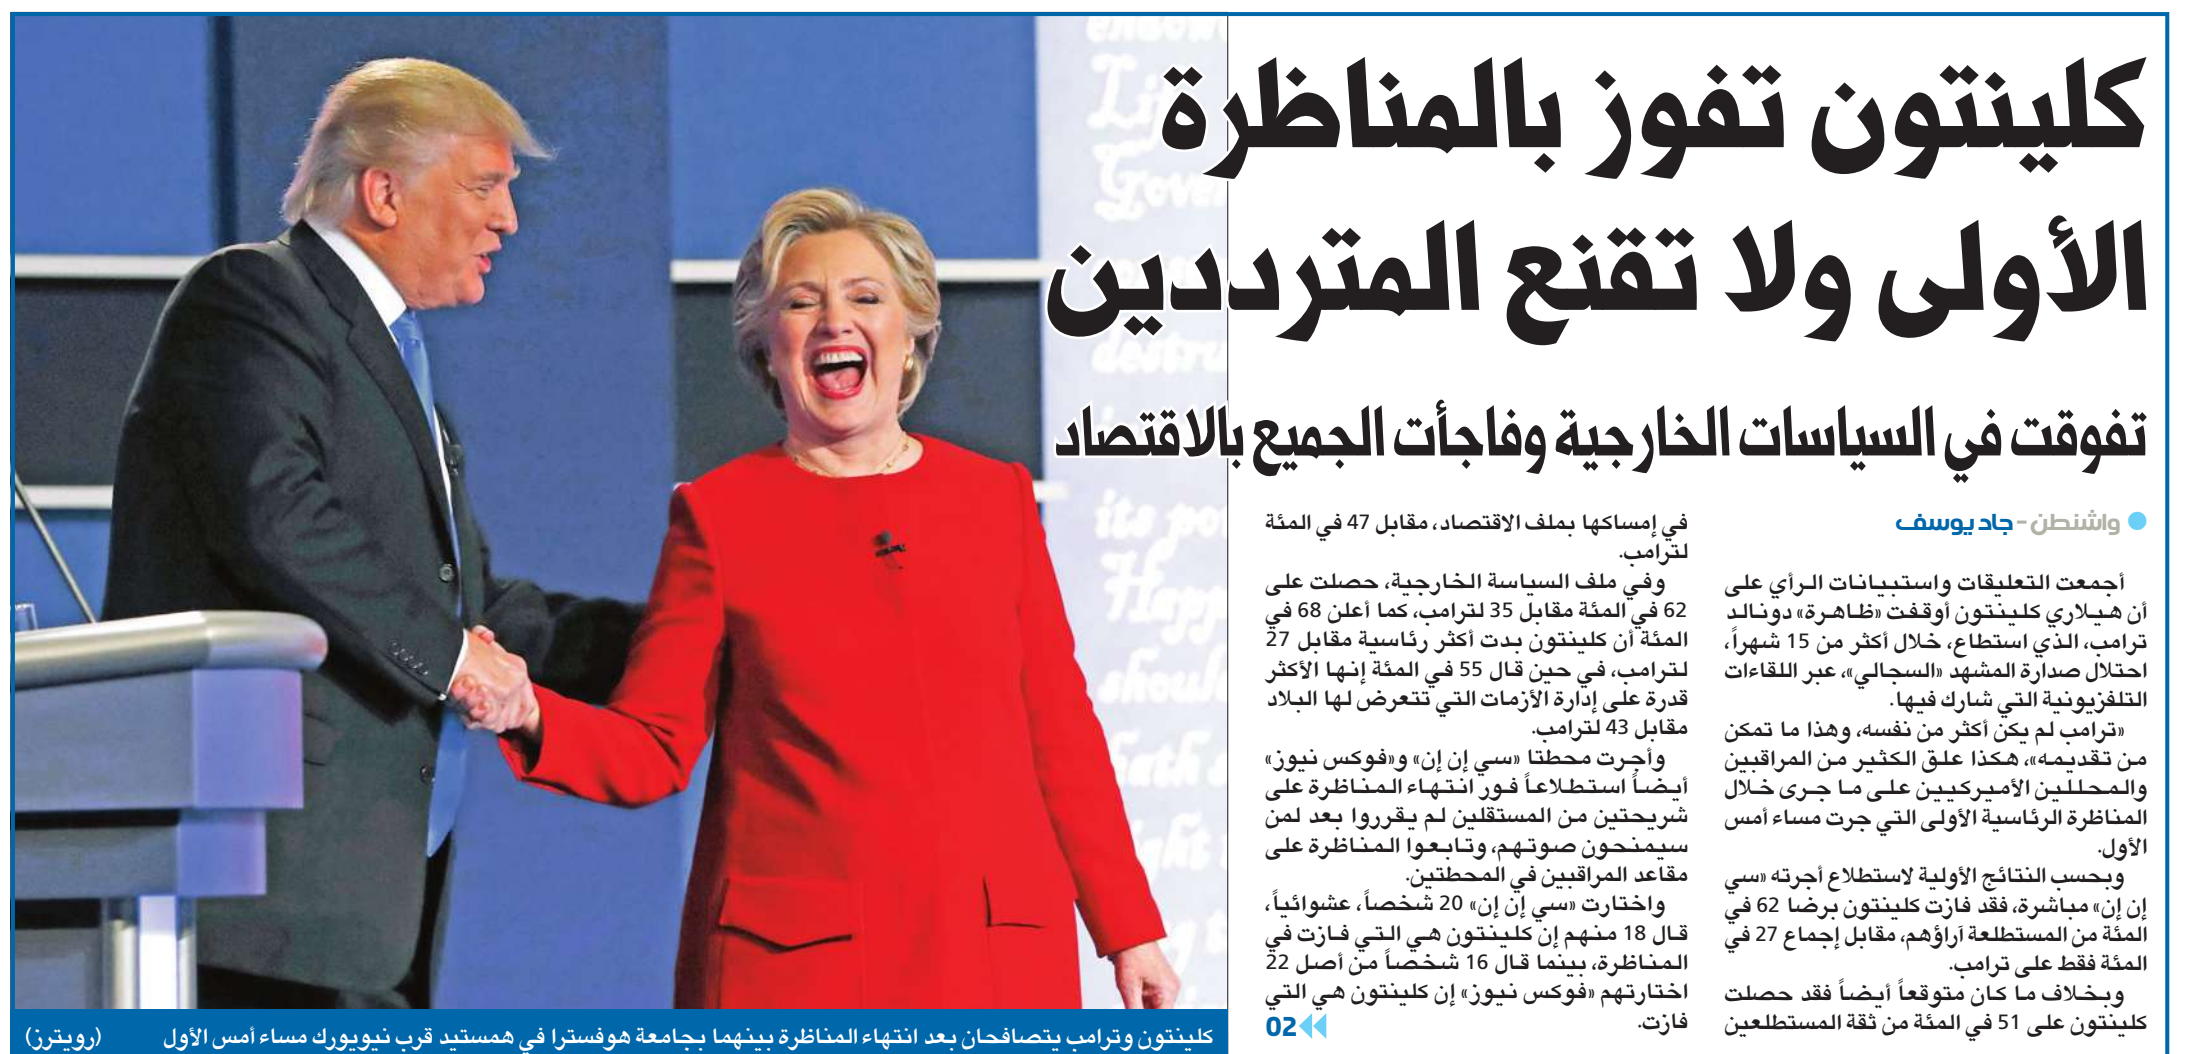 كلينتون تفوز بالمناظرة
الأولى ولا تقنع المترددين
تفوقت في السياسات الخارجية وفاجأت الجميع بالاقتصاد
واشنطن - جاد يوسف
أجمعت التعليقات واستبيانات الرأي على
أن هيلاري كلينتون أوقفت «ظاهرة» دونالد
ترامب، الذي استطاع، خلال أكثر من 15 شهراً،
احتلال صدارة المشهد «السجالي»، عبر اللقاءات
التلفزيونية التي شارك فيها.
«ترامب لم يكن أكثر من نفسه، وهذا ما تمكن
من تقديمه»، هكذا علق الكثير من المراقبين
والمحللين الأميركيين على ما جرى خلال
المناظرة الرئاسية الأولى التي جرت مساء أمس
الأول.
وبحسب النتائج الأولية لاستطلاع أجرته «سي
إن إن» مباشرة، فقد فازت كلينتون برضا 62 في
المئة من المستطلعة آراؤهم، مقابل إجماع 27 في
المئة فقط على ترامب.
وبخلاف ما كان متوقعاً أيضاً فقد حصلت
كلينتون على 51 في المئة من ثقة المستطلعين
في إمساكها بملف الاقتصاد، مقابل 47 في المئة
لترامب.
وفي ملف السياسة الخارجية، حصلت على
62 في المئة مقابل 35 لترامب، كما أعلن 68 في
المئة أن كلينتون بدت أكثر رئاسية مقابل 27
لترامب، في حين قال 55 في المئة إنها الأكثر
قدرة على إدارة الأزمات التي تتعرض لها البلاد
مقابل 43 لترامب.
وأجرت محطتا «سي إن إن» و«فوكس نيوز»
أيضاً استطلاعاً فور انتهاء المناظرة على
شريحتين من المستقلين لم يقرروا بعد لمن
سيمنحون صوتهم، وتابعوا المناظرة على
مقاعد المراقبين في المحطتين.
واختارت «سي إن إن» 20 شخصاً، عشوائياً،
قال 18 منهم إن كلينتون هي التي فازت في
المناظرة، بينما قال 16 شخصاً من أصل 22
اختارتهم «فوكس نيوز» إن كلينتون هي التي
فازت.
02
كلينتون وترامب يتصافحان بعد انتهاء المناظرة بينهما بجامعة هوفسترا في همستيد قرب نيويورك مساء أمس الأول (رويترز)